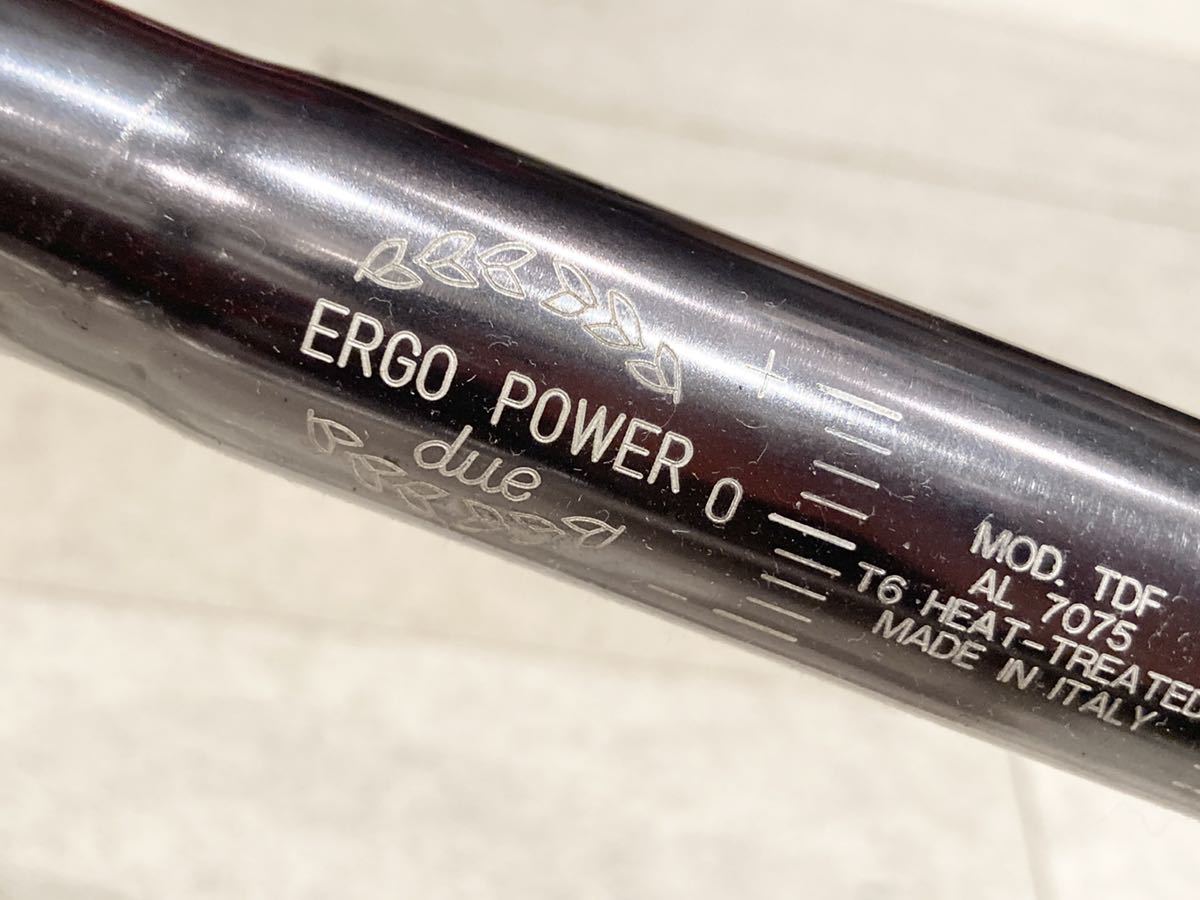 ERGO POWER
due
+
0
MOD. TDF
AL 7075
T6 HEAT-TREATED
MADE IN ITALY